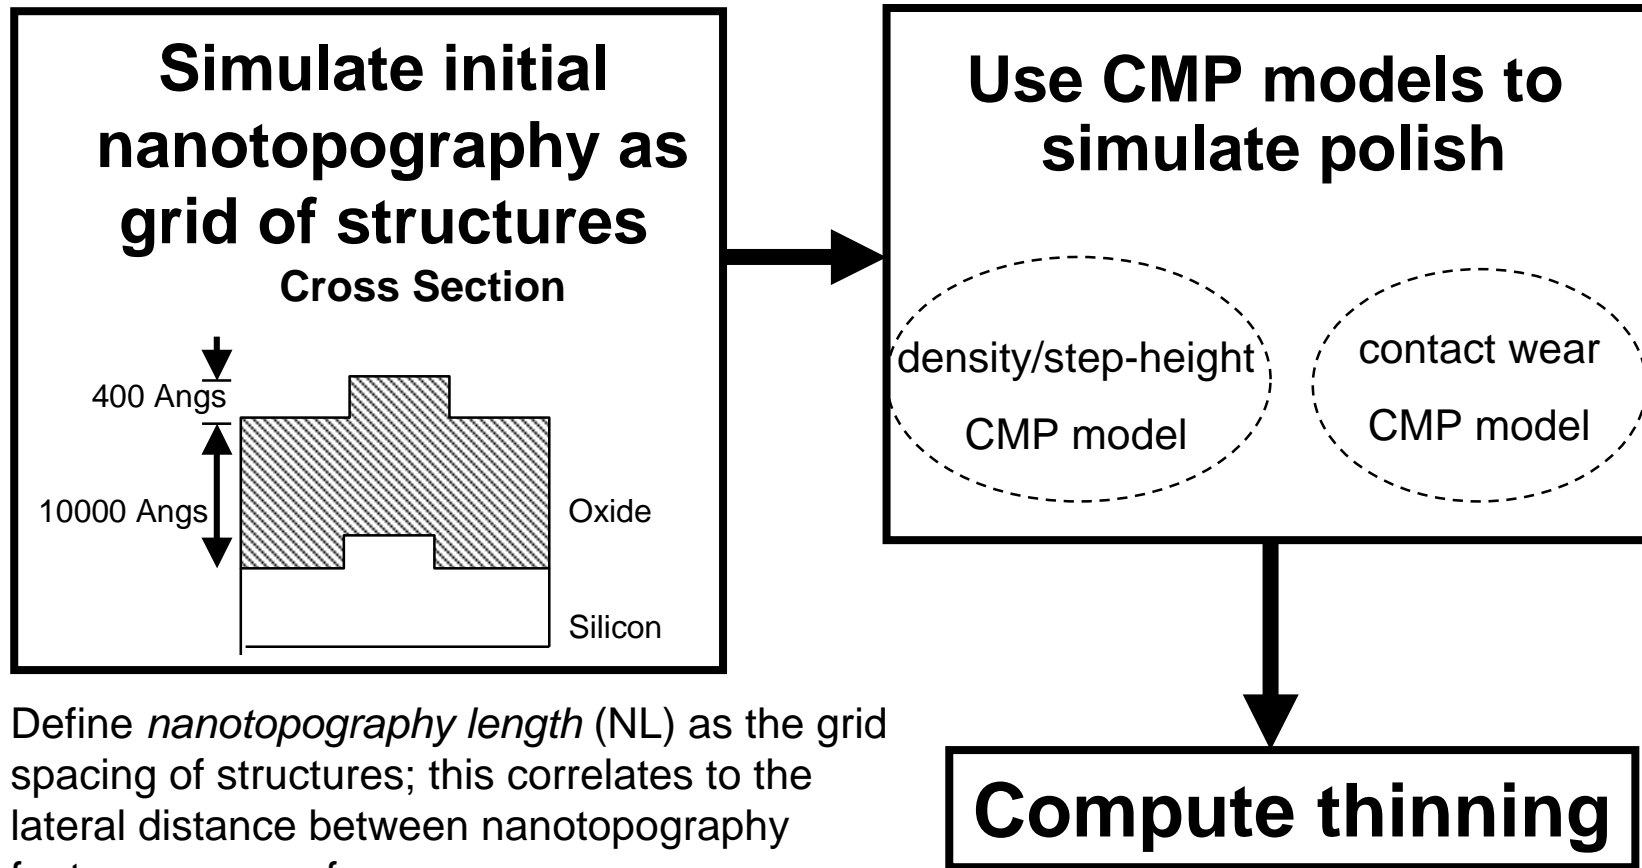 Simulate initial
nanotopography as
grid of structures
Cross Section
400 Angs
10000 Angs
Oxide
Silicon
Use CMP models to
simulate polish
density/step-height
CMP model
contact wear
CMP model
Define nanotopography length (NL) as the grid
spacing of structures; this correlates to the
lateral distance between nanotopography
Compute thinning